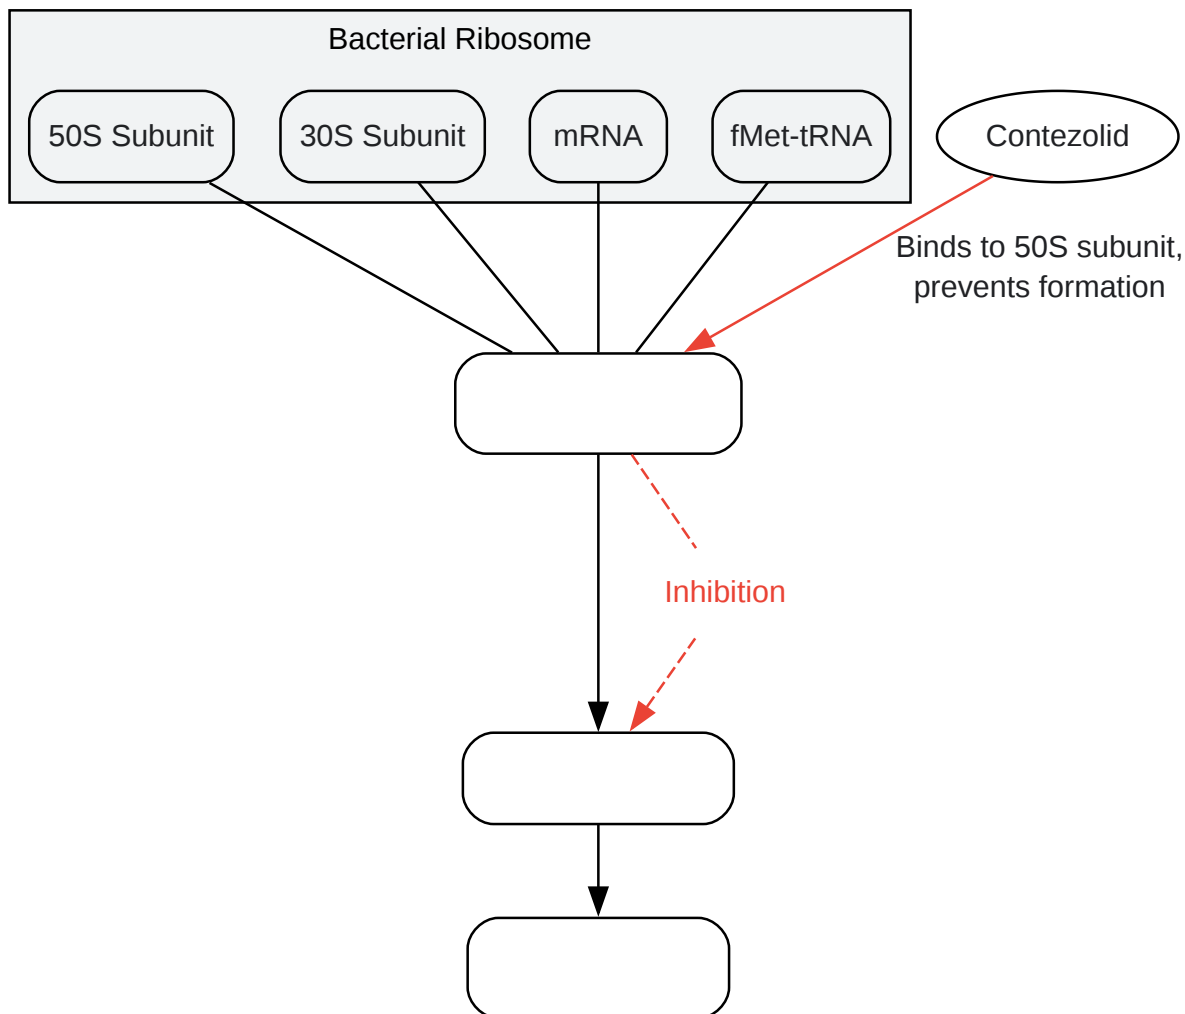 Bacterial Ribosome
50S Subunit
30S Subunit
mRNA
fMet-tRNA
Contezolid
Binds to 50S subunit,
prevents formation
Inhibition